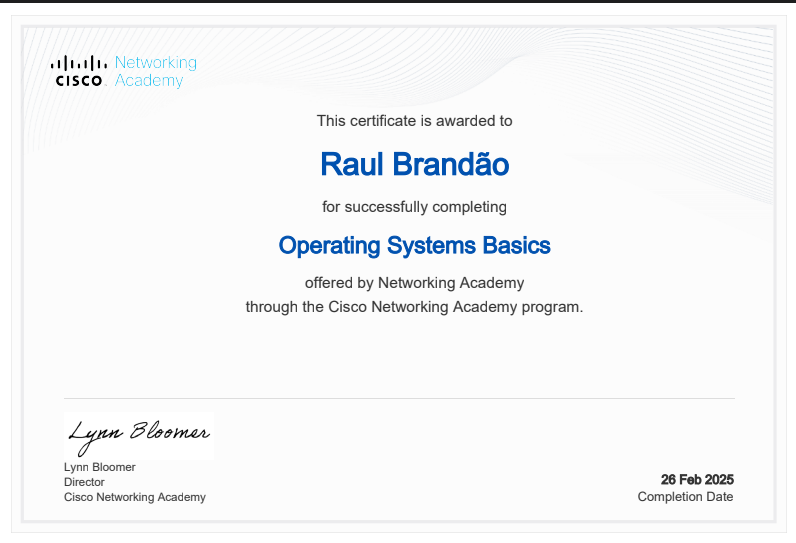 Networking
CISCO Academy
This certificate is awarded to
Raul Brandão
for successfully completing
Operating Systems Basics
offered by Networking Academy
through the Cisco Networking Academy program.
Lynn Bloomer
Lynn Bloomer
Director
Cisco Networking Academy
26 Feb 2025
Completion Date